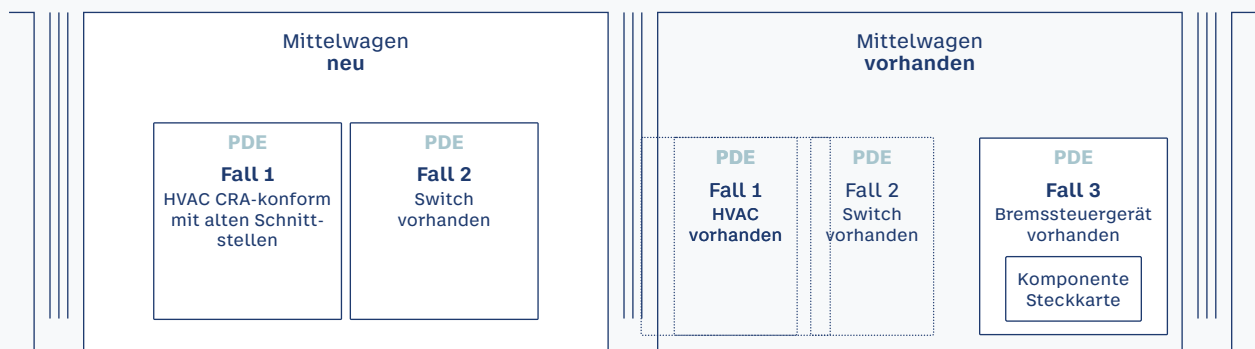 Mittelwagen
neu
PDE
Fall 1
HVAC CRA-konform
mit alten Schnitt-
stellen
PDE
Fall 2
Switch
vorhanden
Mittelwagen
vorhanden
PDE
Fall 1
HVAC
vorhanden
PDE
Fall 2
Switch
vorhanden
PDE
Fall 3
Bremssteuergerät
vorhanden
Komponente
Steckkarte